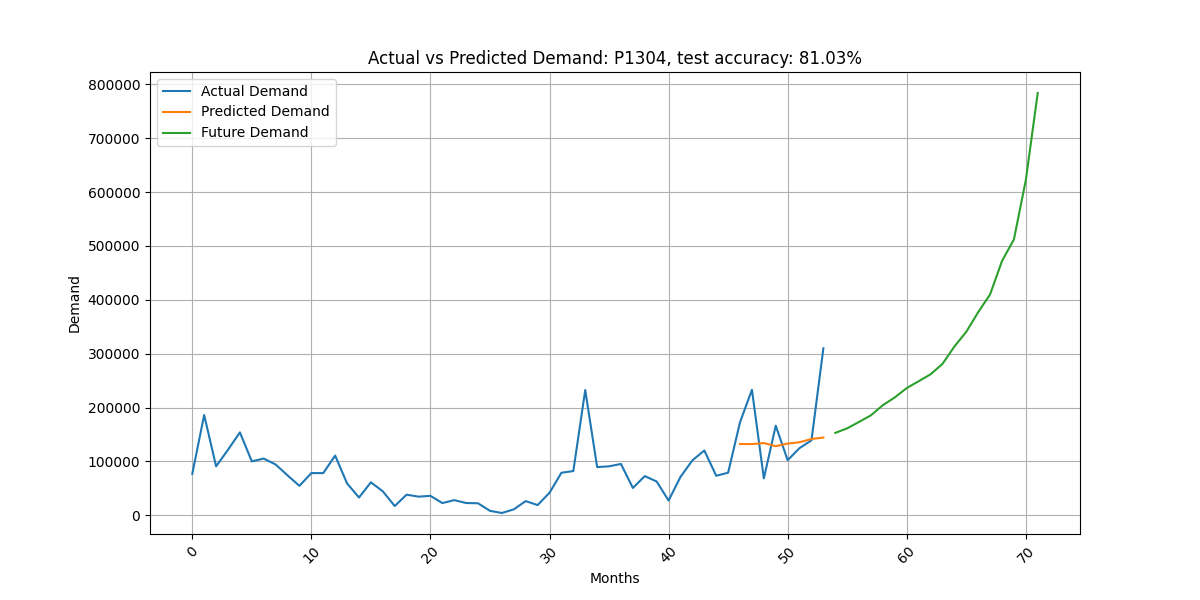 Actual vs Predicted Demand: P1304, test accuracy: 81.03%
Actual Demand
Predicted Demand
Future Demand
800000
700000
600000
500000
400000
300000
200000
100000
0
Demand
0 10 20 30 40 50 60 70
Months